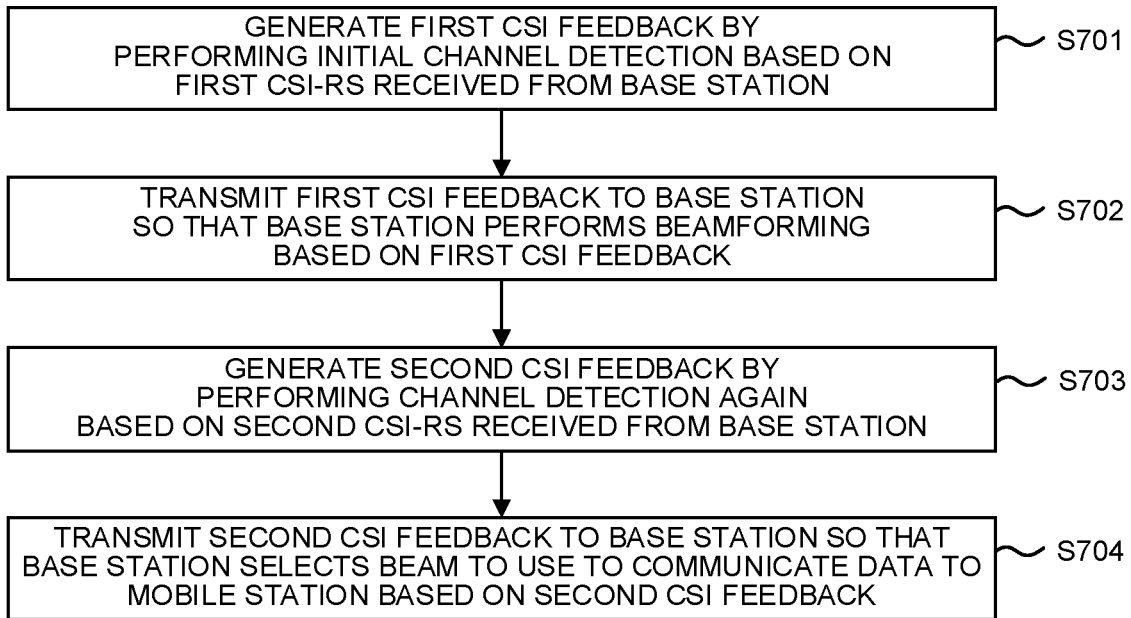 GENERATE FIRST CSI FEEDBACK BY
PERFORMING INITIAL CHANNEL DETECTION BASED ON
FIRST CSI-RS RECEIVED FROM BASE STATION
S701
TRANSMIT FIRST CSI FEEDBACK TO BASE STATION
SO THAT BASE STATION PERFORMS BEAMFORMING
BASED ON FIRST CSI FEEDBACK
S702
GENERATE SECOND CSI FEEDBACK BY
PERFORMING CHANNEL DETECTION AGAIN
BASED ON SECOND CSI-RS RECEIVED FROM BASE STATION
S703
TRANSMIT SECOND CSI FEEDBACK TO BASE STATION SO THAT
BASE STATION SELECTS BEAM TO USE TO COMMUNICATE DATA TO
MOBILE STATION BASED ON SECOND CSI FEEDBACK
S704